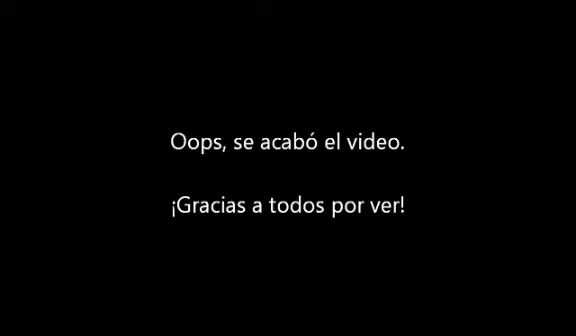 Oops, se acabó el video.
¡Gracias a todos por ver!